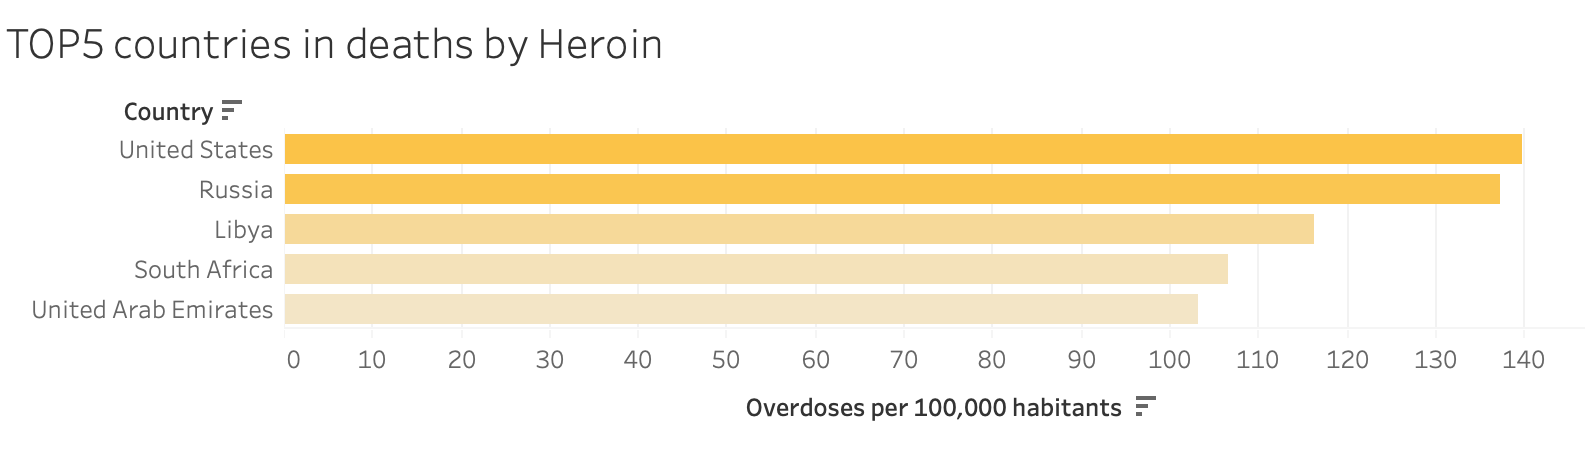 TOP5 countries in deaths by Heroin
Country
United States
Russia
Libya
South Africa
United Arab Emirates
0 10 20 30 40 50 60 70 80 90 100 110 120 130 140
Overdoses per 100,000 habitants